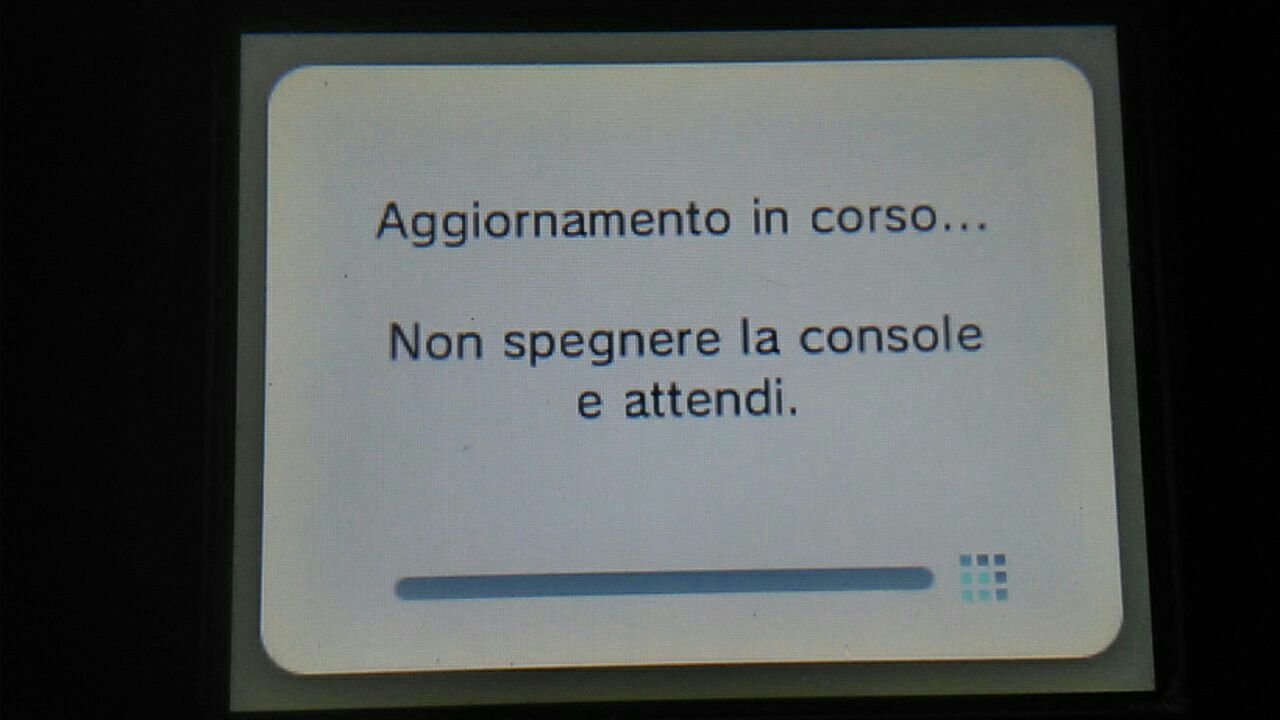 Aggiornamento in corso...
Non spegnere la console
e attendi.